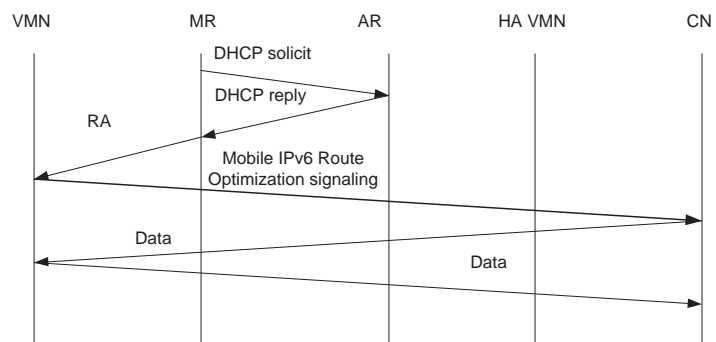 VMN MR AR HA VMN CN
DHCP solicit
DHCP reply
RA
Mobile IPv6 Route
Optimization signaling
Data
Data